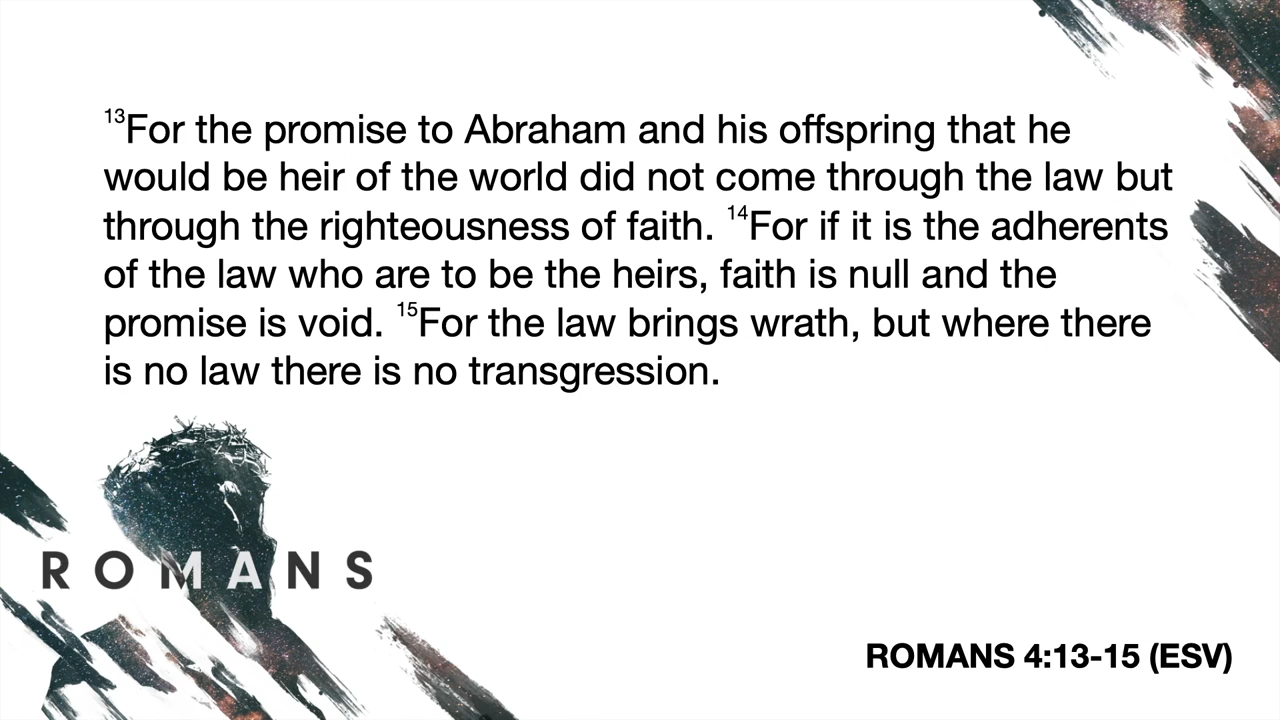 13For the promise to Abraham and his offspring that he
would be heir of the world did not come through the law but
through the righteousness of faith. 14For if it is the adherents
of the law who are to be the heirs, faith is null and the
promise is void. 15For the law brings wrath, but where there
is no law there is no transgression.
ROMANS
ROMANS 4:13-15 (ESV)